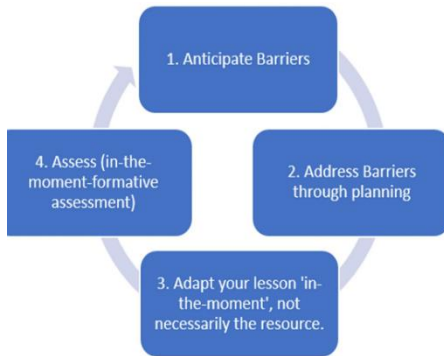 1. Anticipate Barriers
2. Address Barriers
through planning
3. Adapt your lesson 'in-
the-moment', not
necessarily the resource.
4. Assess (in-the-
moment-formative
assessment)